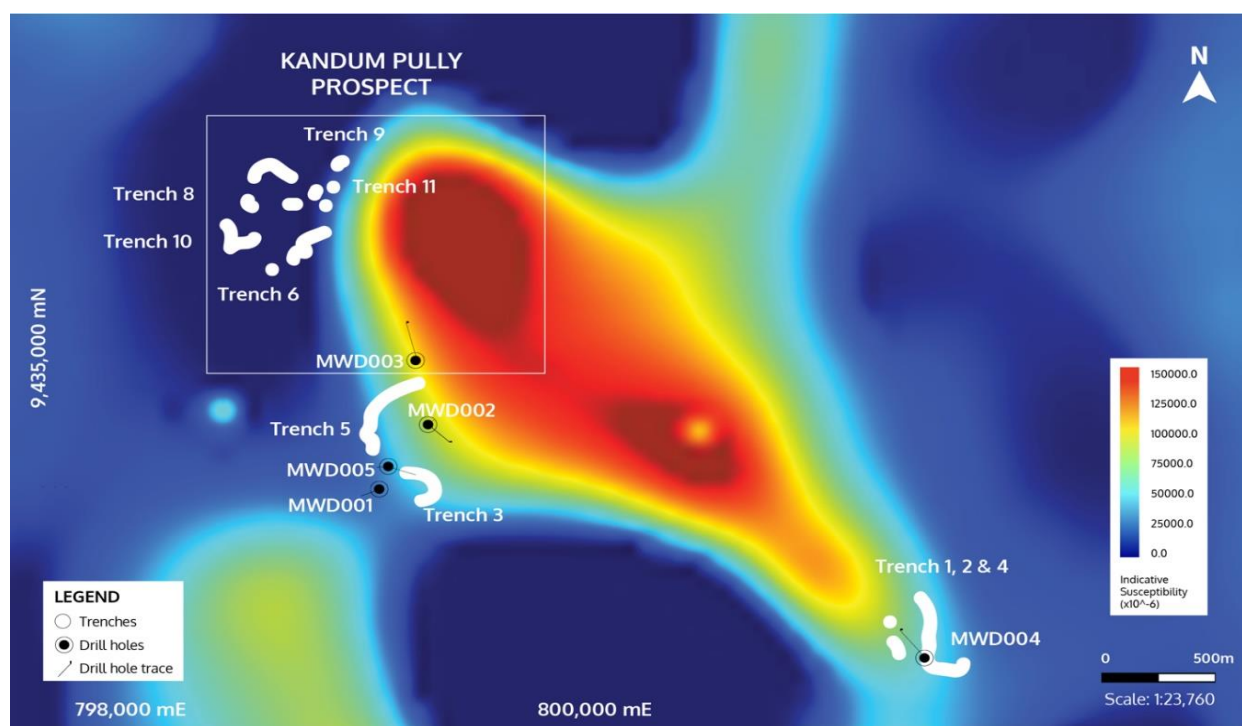 KANDUM PULLY
PROSPECT
N
Trench 9
Trench 8
Trench 11
Trench 10
Trench 6
9,435,000 mN
MWD003
MWD002
Trench 5
MWD005
MWD001
Trench 3
Trench 1, 2 & 4
MWD004
150000.0
125000.0
100000.0
75000.0
50000.0
25000.0
0.0
Indicative
Susceptibility
(x10^-6)
LEGEND
Trenches
Drill holes
Drill hole trace
0 500m
Scale: 1:23,760
798,000 mE
800,000 mE